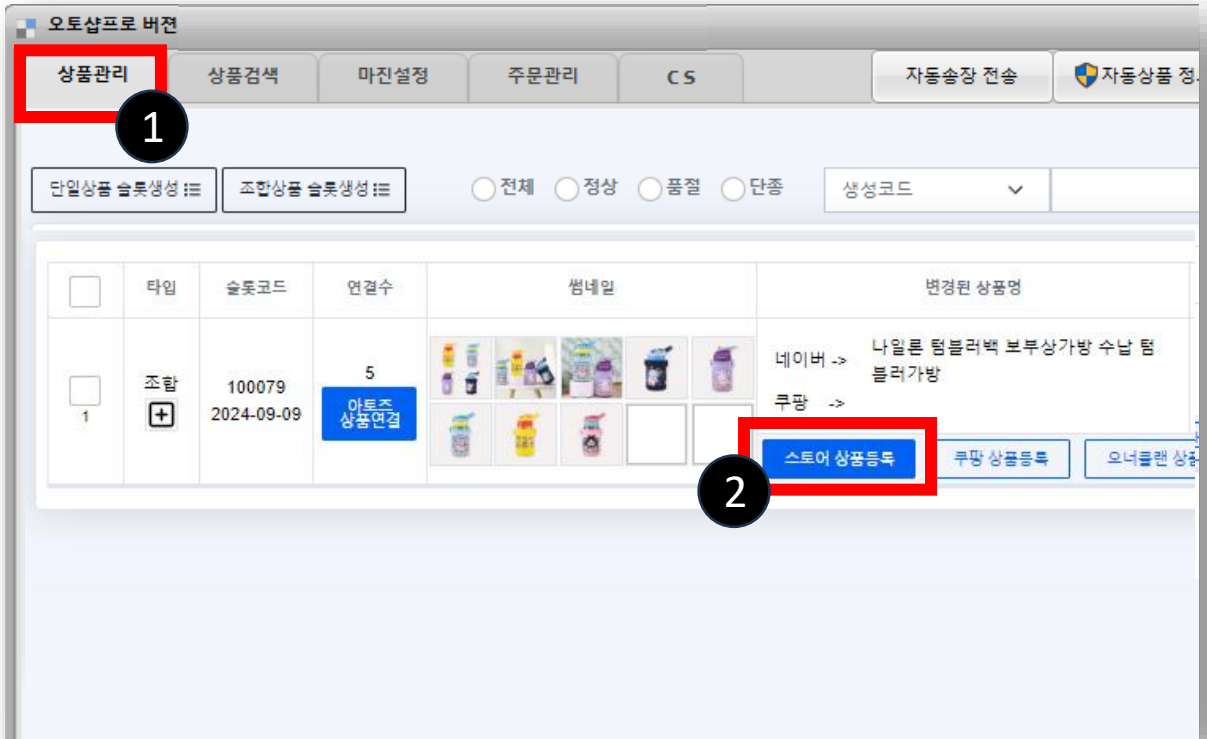 오토샵프로 버젼
상품관리 상품검색 마진설정 주문관리 C S 자동송장 전송 자동상품 정
1
단일상품 슬롯생성 조합상품 슬롯생성 전체 정상 품절 단종 생성코드
타입 슬롯코드 연결수 썸네일 변경된 상품명
1 조합 100079 2024-09-09 5 아토즈 상품연결
네이버 -> 나일론 텀블러백 보부상가방 수납 텀
블러가방
쿠팡 ->
2 스토어 상품등록 쿠팡 상품등록 오너클랜 상품